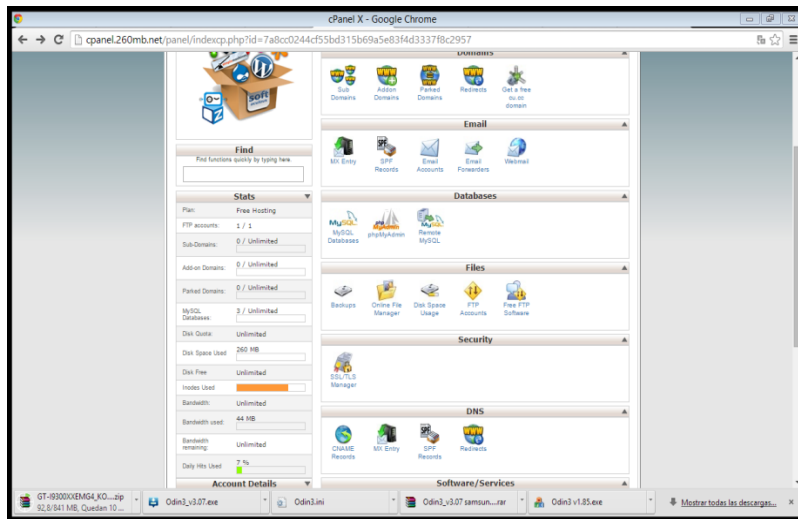 cPanel X - Google Chrome
cpanel.260mb.net/panel/indexcp.php?id=7a8cc0244cf55bd315b69a5e83f4d3337f8c2957
soft
Find
Find functions quickly by typing here.
Stats
Plan: Free Hosting
FTP accounts: 1 / 1
Sub-Domains: 0 / Unlimited
Add-on Domains: 0 / Unlimited
Parked Domains: 0 / Unlimited
MySQL Databases: 3 / Unlimited
Disk Quota: Unlimited
Disk Space Used 260 MB
Disk Free Unlimited
Inodes Used
Bandwidth: Unlimited
Bandwidth used: 44 MB
Bandwidth remaining: Unlimited
Daily Hits Used 7 %
Account Details
Domains
Sub Domains
Addon Domains
Parked Domains
Redirects
Get a free nu.cc domain
Email
MX Entry
SPF Records
Email Accounts
Email Forwarders
Webmail
Databases
MySQL Databases
phpMyAdmin
Remote MySQL
Files
Backups
Online File Manager
Disk Space Usage
FTP Accounts
Free FTP Software
Security
SSL/TLS Manager
DNS
CNAME Records
MX Entry
SPF Records
Redirects
Software/Services
GT-I9300XXEMG4_KO....zip
92,8/841 MB, Quedan 10 ...
Odin3_v3.07.exe
Odin3.ini
Odin3_v3.07 samsun....rar
Odin3 v1.85.exe
Mostrar todas las descargas...